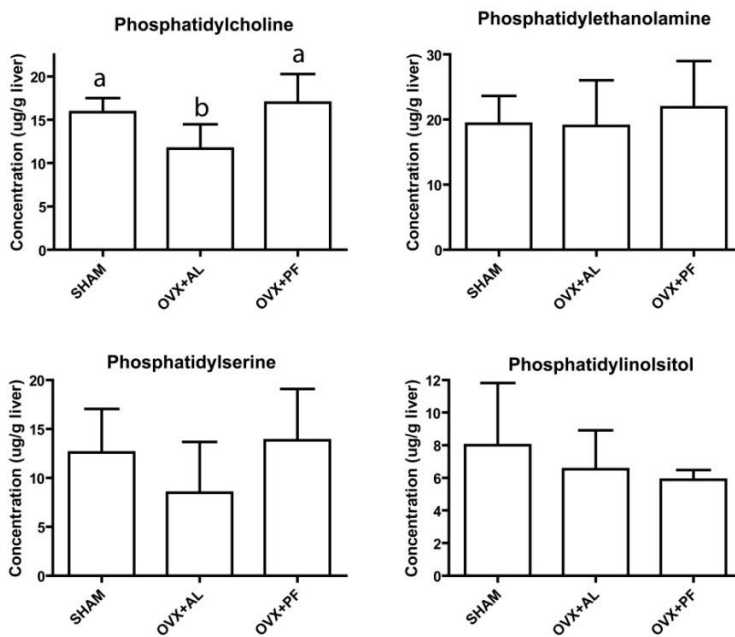 Phosphatidylcholine
Concentration (ug/g liver)
20
15
10
5
0
a
b
a
SHAM
OVX+AL
OVX+PF
Phosphatidylethanolamine
Concentration (ug/g liver)
30
20
10
0
SHAM
OVX+AL
OVX+PF
Phosphatidylserine
Concentration (ug/g liver)
20
15
10
5
0
SHAM
OVX+AL
OVX+PF
Phosphatidylinolsitol
Concentration (ug/g liver)
12
10
8
6
4
2
0
SHAM
OVX+AL
OVX+PF